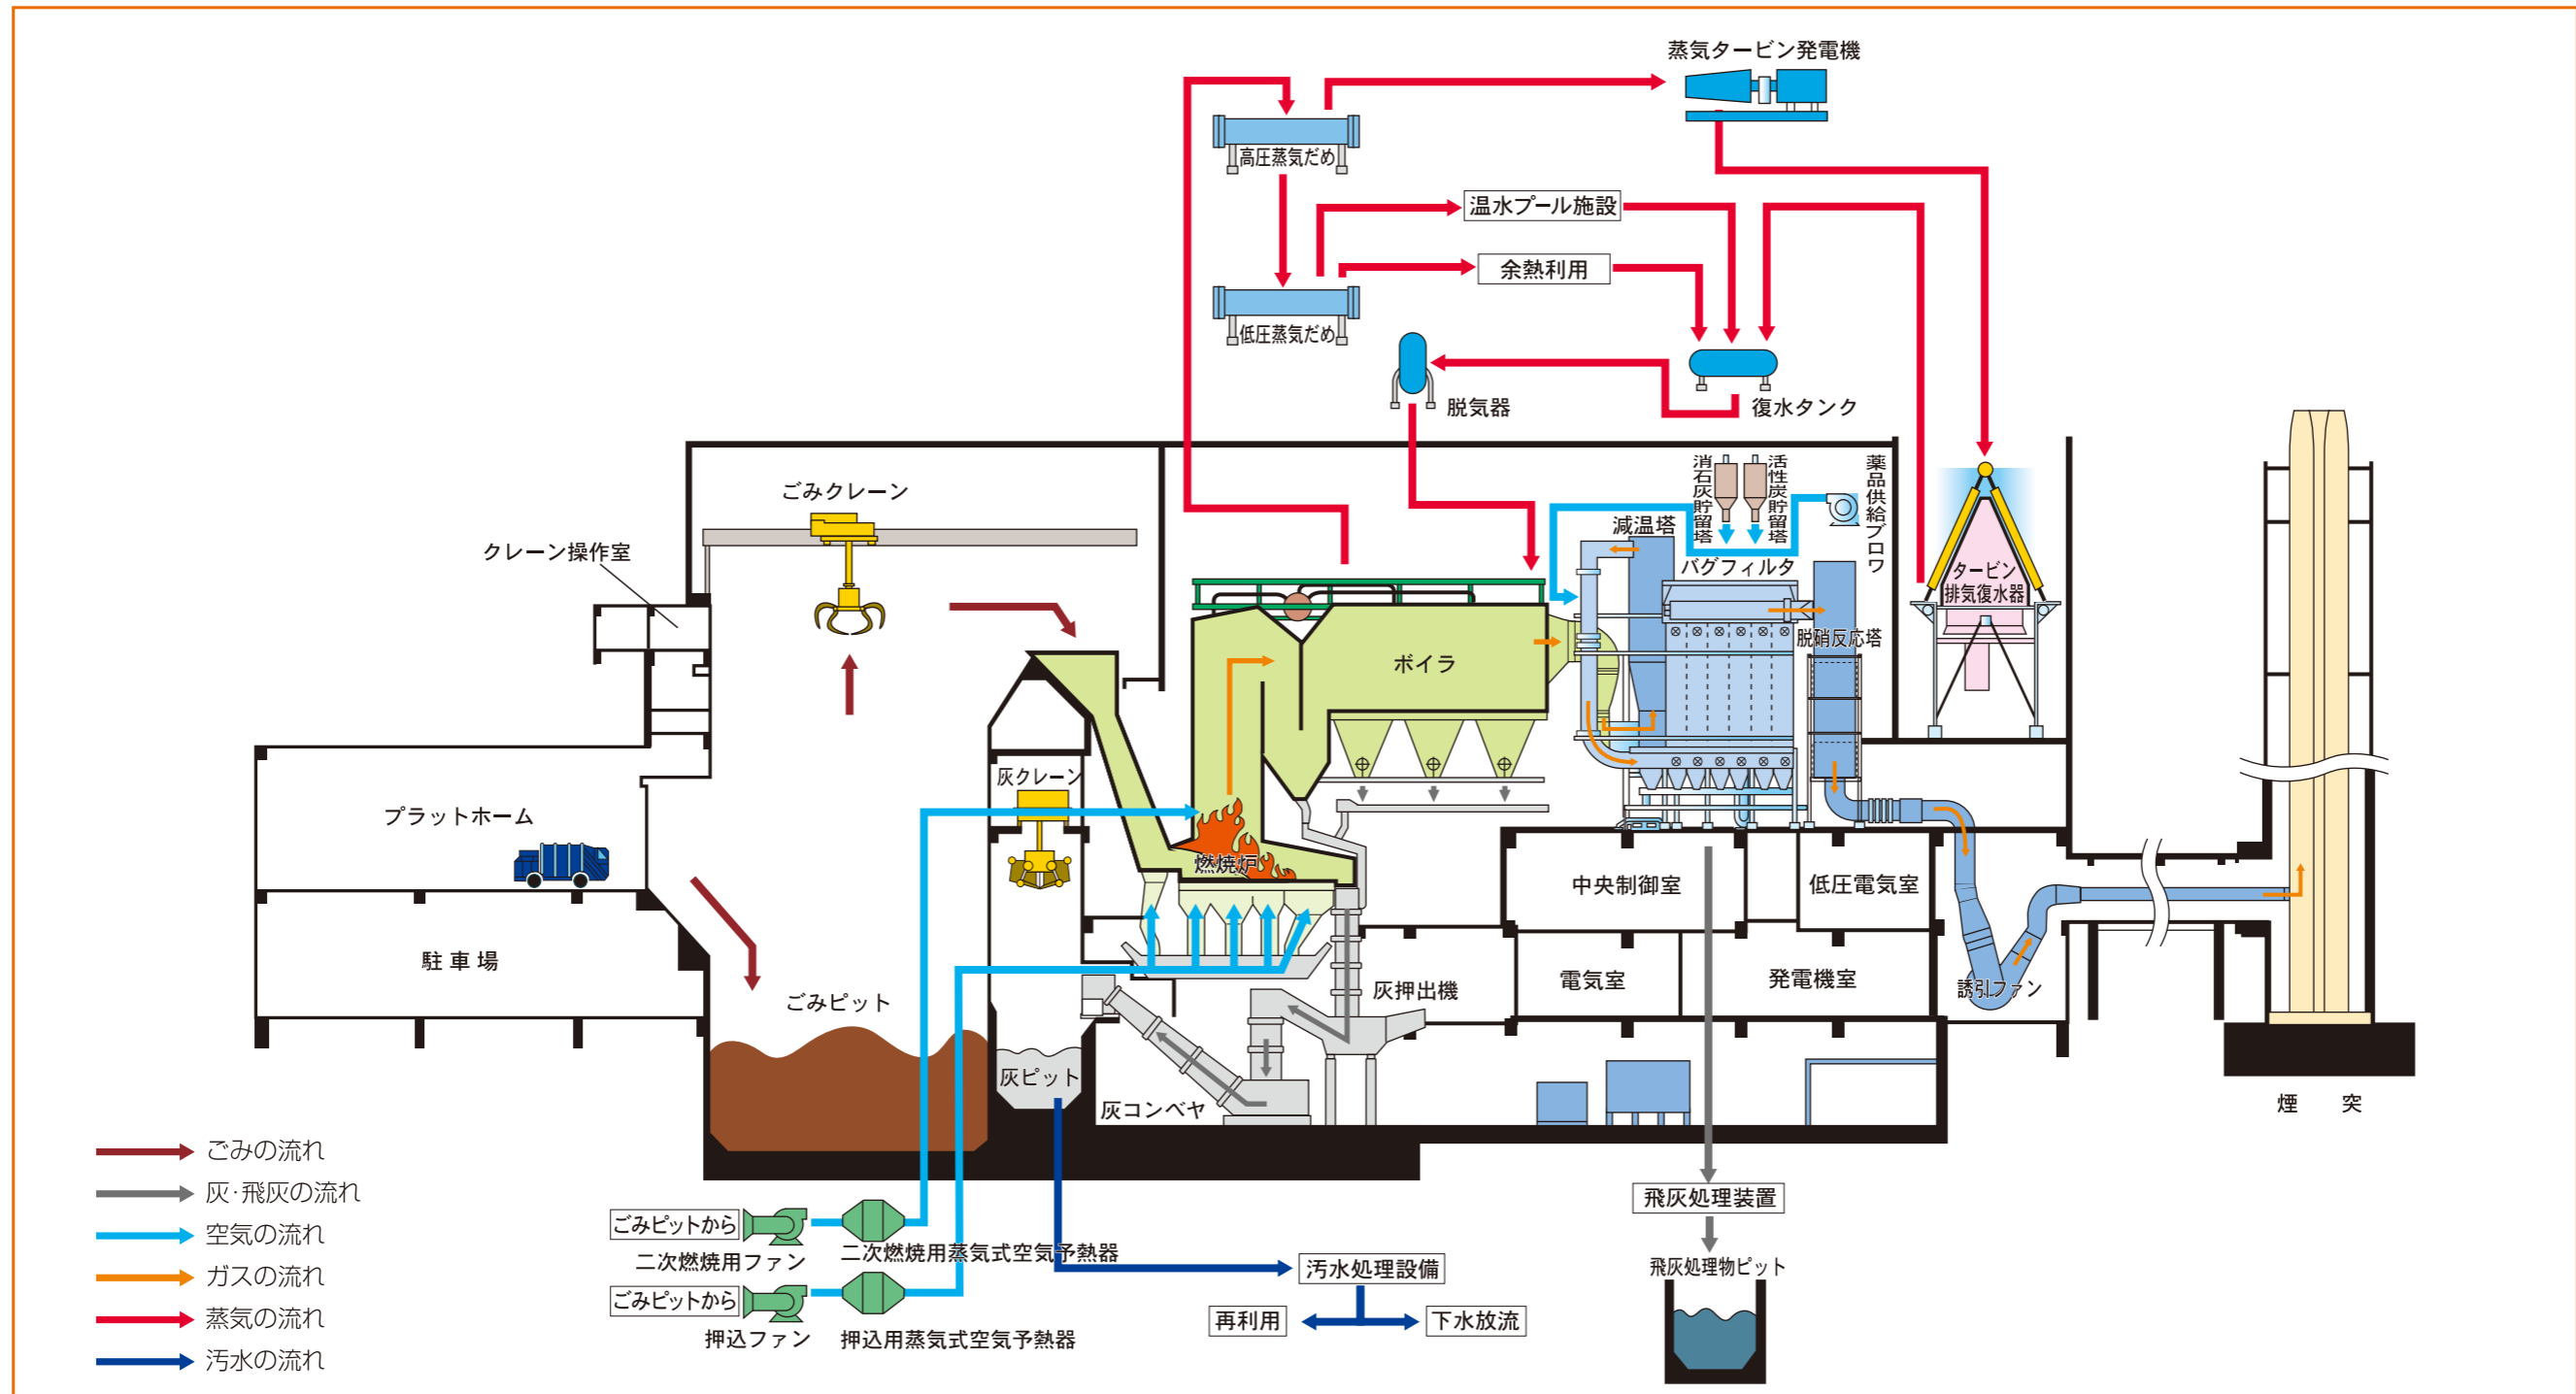 蒸気タービン発電機
高圧蒸気だめ
温水プール施設
余熱利用
低圧蒸気だめ
脱気器
復水タンク
ごみクレーン
クレーン操作室
減温塔
消石灰貯留塔
活性炭貯留塔
薬品供給ブロワ
バグフィルタ
タービン
排気復水器
脱硝反応塔
ボイラ
灰クレーン
プラットホーム
燃焼炉
中央制御室
低圧電気室
駐車場
ごみピット
灰押出機
電気室
発電機室
誘引ファン
灰ピット
灰コンベヤ
煙突
ごみの流れ
灰・飛灰の流れ
空気の流れ
ガスの流れ
蒸気の流れ
汚水の流れ
ごみピットから
二次燃焼用ファン
二次燃焼用蒸気式空気予熱器
ごみピットから
押込ファン
押込用蒸気式空気予熱器
汚水処理設備
再利用
下水放流
飛灰処理装置
飛灰処理物ピット